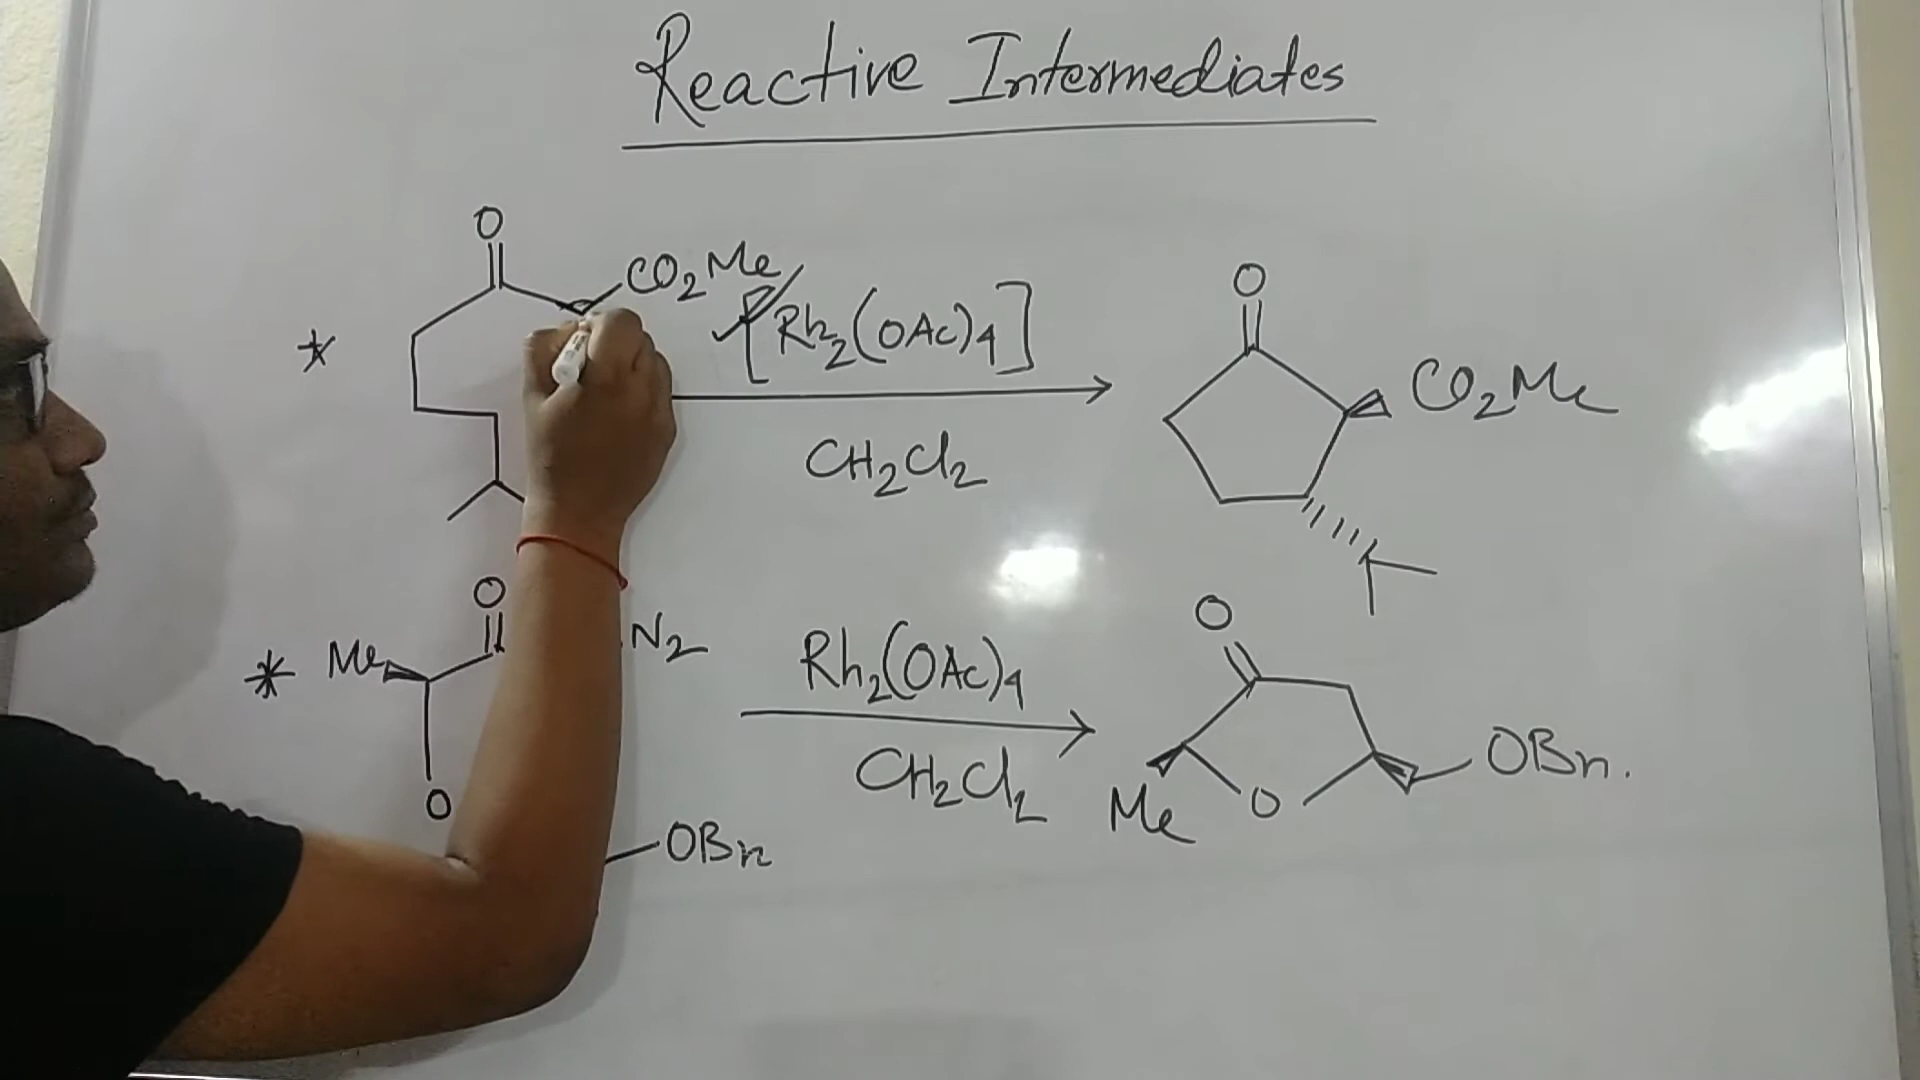 Reactive Intermediates
O
CO2Me
[Rh2(OAc)4]
CH2Cl2
O
CO2Me
*
O
Me
O
N2
OBn
Rh2(OAc)4
CH2Cl2
O
Me
O
OBn.
*